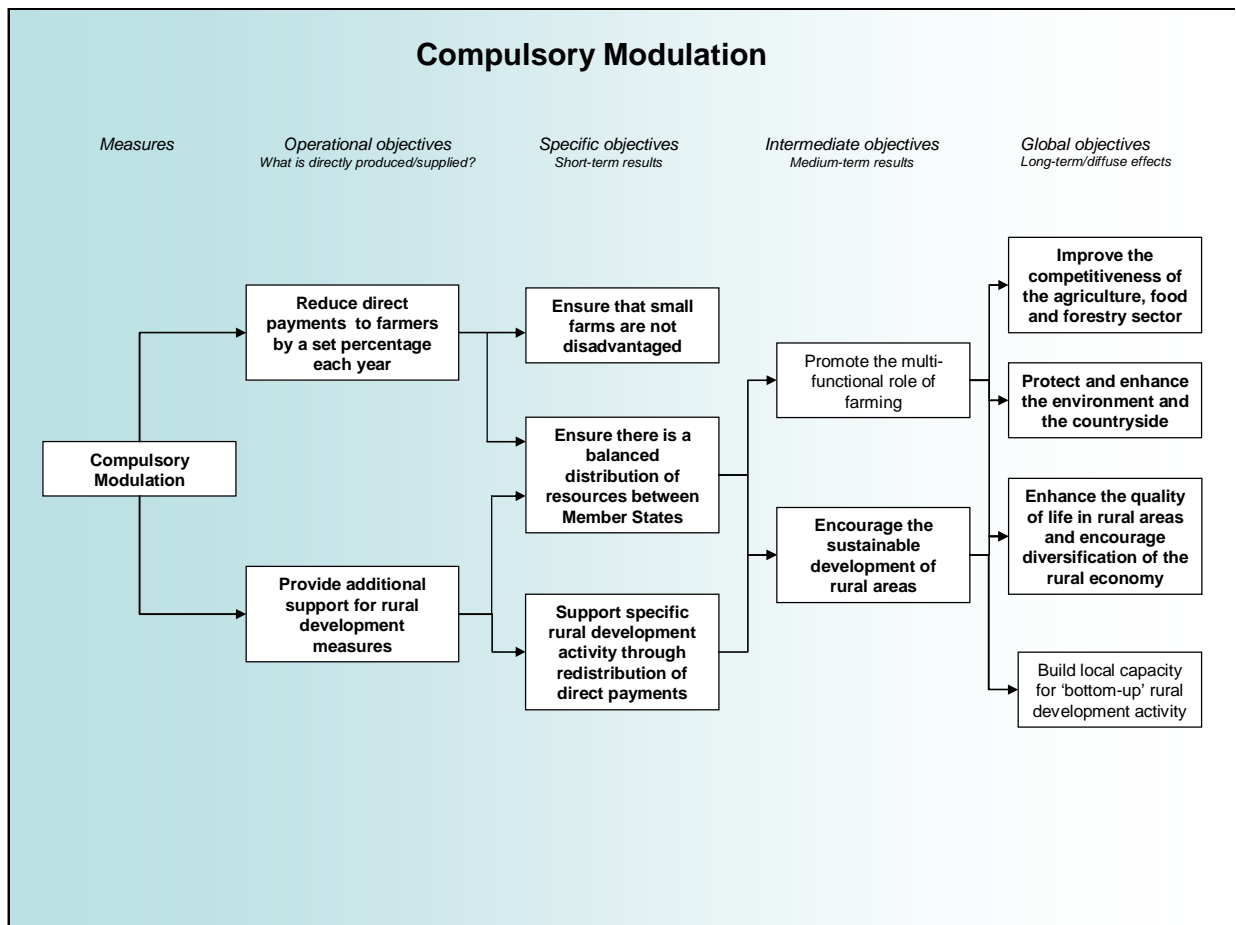 Compulsory Modulation
Measures
Operational objectives
What is directly produced/supplied?
Specific objectives
Short-term results
Intermediate objectives
Medium-term results
Global objectives
Long-term/diffuse effects
Compulsory
Modulation
Reduce direct
payments to farmers
by a set percentage
each year
Provide additional
support for rural
development
measures
Ensure that small
farms are not
disadvantaged
Ensure there is a
balanced
distribution of
resources between
Member States
Support specific
rural development
activity through
redistribution of
direct payments
Promote the multi-
functional role of
farming
Encourage the
sustainable
development of
rural areas
Improve the
competitiveness of
the agriculture, food
and forestry sector
Protect and enhance
the environment and
the countryside
Enhance the quality
of life in rural areas
and encourage
diversification of the
rural economy
Build local capacity
for ‘bottom-up’ rural
development activity